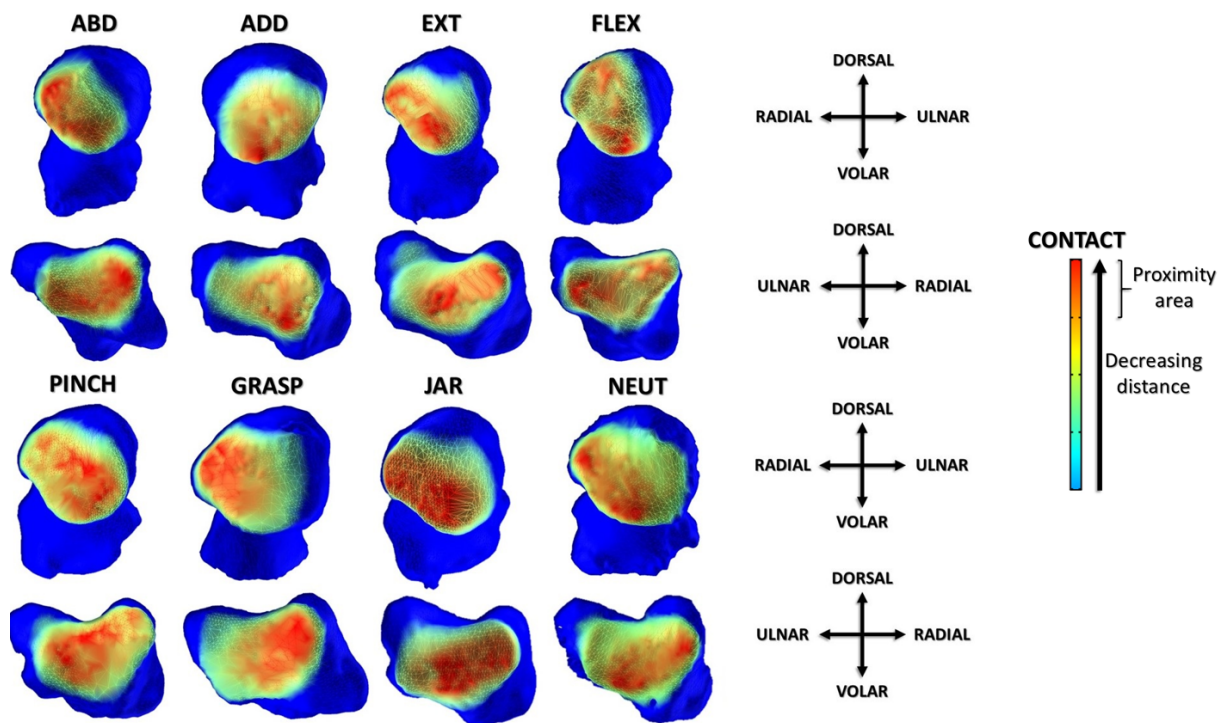 ABD ADD EXT FLEX
DORSAL
RADIAL ULNAR
VOLAR
DORSAL
ULNAR RADIAL
VOLAR
CONTACT
Proximity
area
Decreasing
distance
PINCH GRASP JAR NEUT
DORSAL
RADIAL ULNAR
VOLAR
DORSAL
ULNAR RADIAL
VOLAR